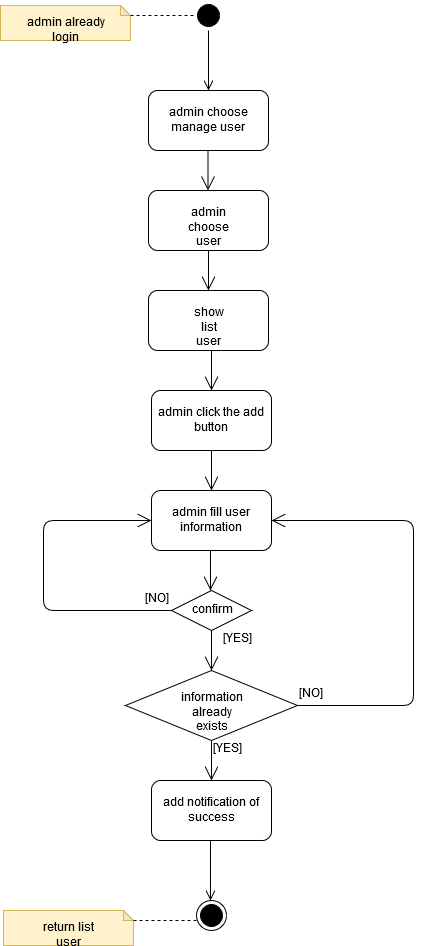 admin already
login
admin choose
manage user
admin
choose
user
show
list
user
admin click the add
button
admin fill user
information
[NO]
confirm
[YES]
information
already
exists
[NO]
[YES]
add notification of
success
return list
user